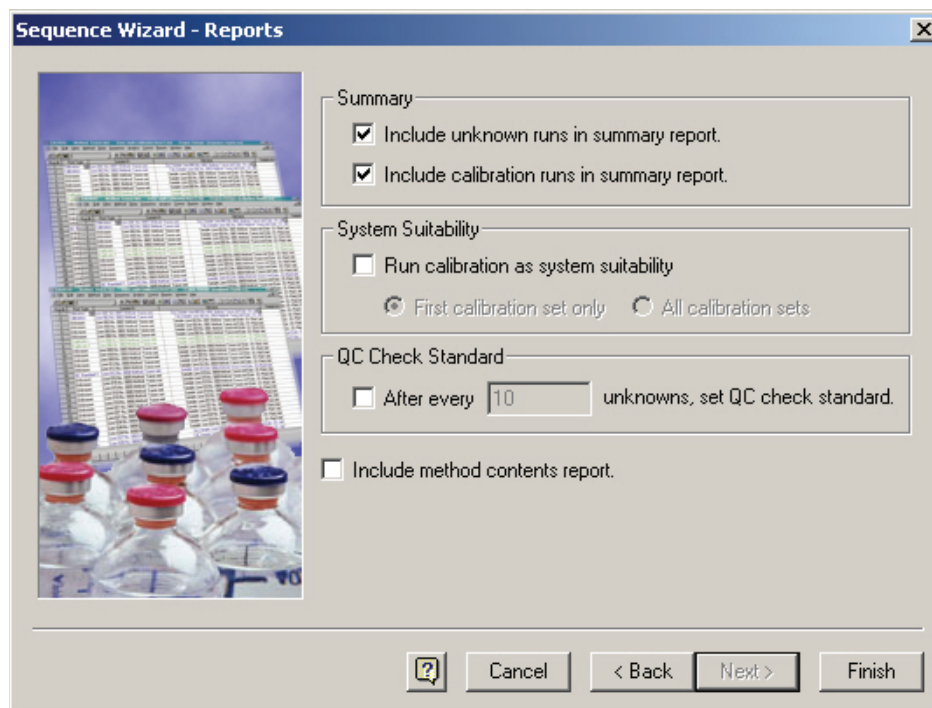 Sequence Wizard - Reports
Summary
Include unknown runs in summary report.
Include calibration runs in summary report.
System Suitability
Run calibration as system suitability
First calibration set only All calibration sets
QC Check Standard
After every 10 unknowns, set QC check standard.
Include method contents report.
? Cancel < Back Next > Finish